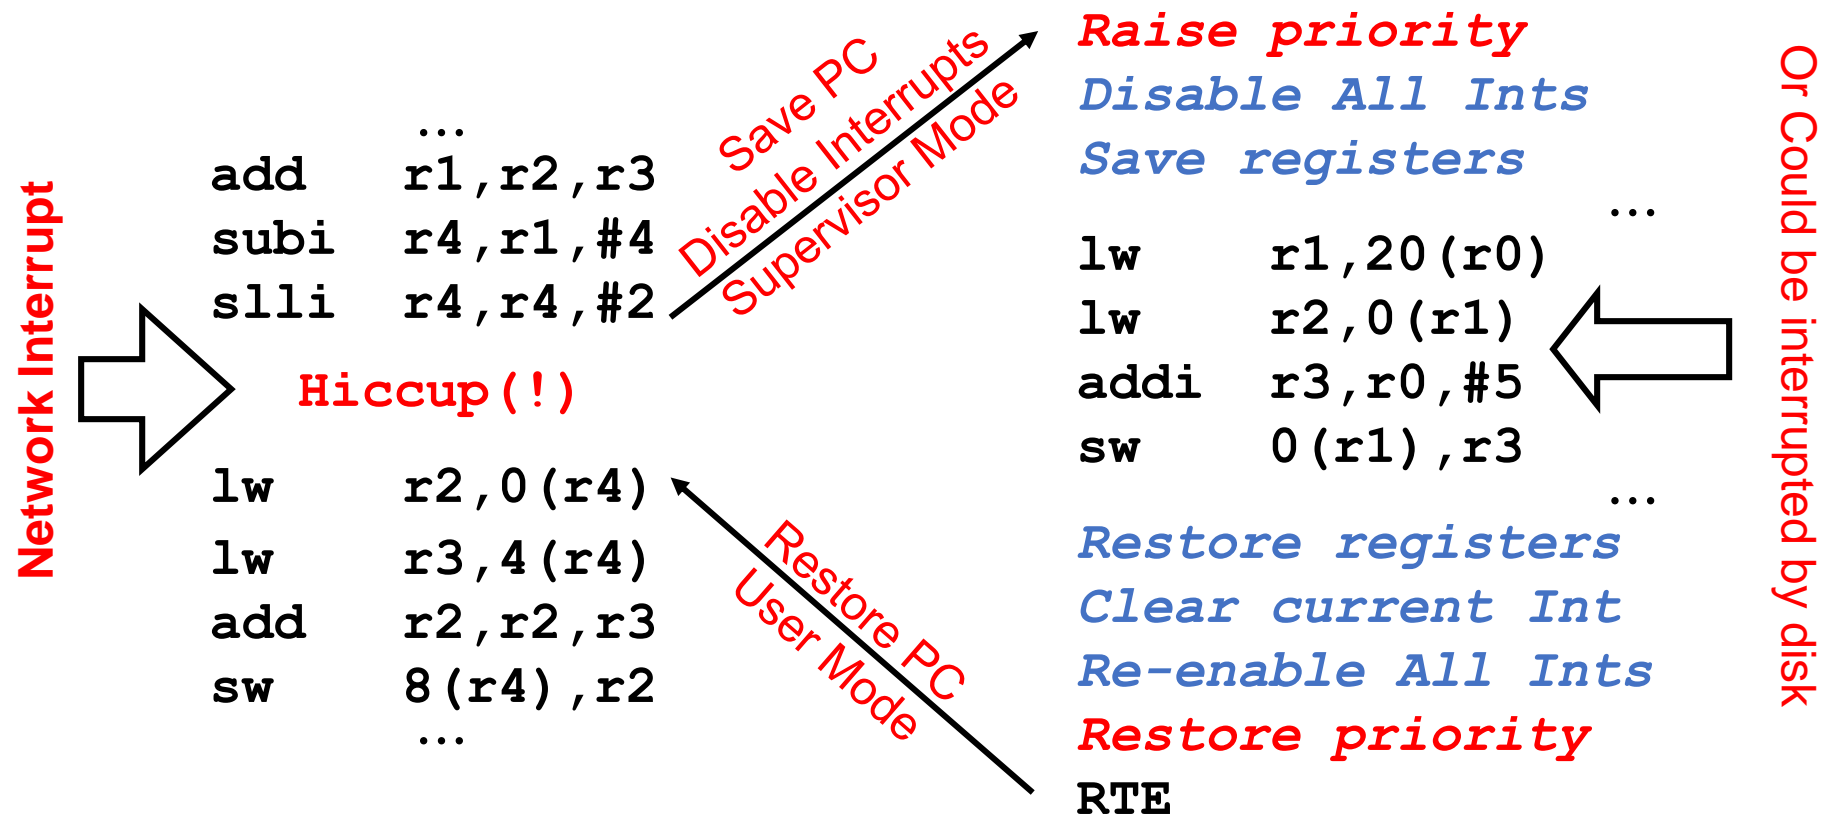 Network Interrupt
…
add r1,r2,r3
subi r4,r1,#4
slli r4,r4,#2
Hiccup(!)
lw r2,0(r4)
lw r3,4(r4)
add r2,r2,r3
sw 8(r4),r2
…
Save PC
Disable Interrupts
Supervisor Mode
Restore PC
User Mode
Raise priority
Disable All Ints
Save registers
…
lw r1,20(r0)
lw r2,0(r1)
addi r3,r0,#5
sw 0(r1),r3
…
Restore registers
Clear current Int
Re-enable All Ints
Restore priority
RTE
Or Could be interrupted by disk